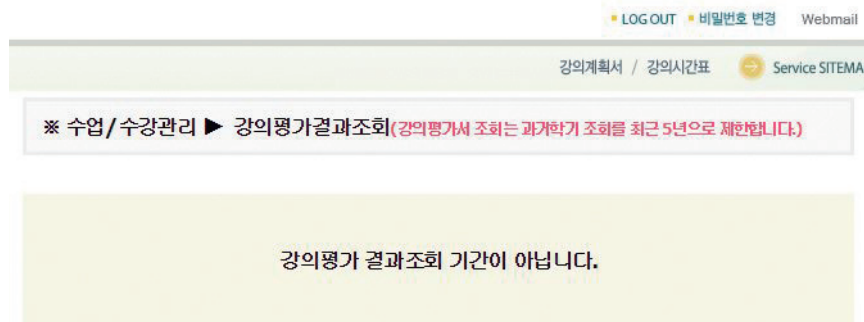 LOG OUT 비밀번호 변경 Webmail
강의계획서 / 강의시간표 Service SITEMA
※ 수업/수강관리 ▶ 강의평가결과조회(강의평가서 조회는 과거학기 조회를 최근 5년으로 제한합니다.)
강의평가 결과조회 기간이 아닙니다.